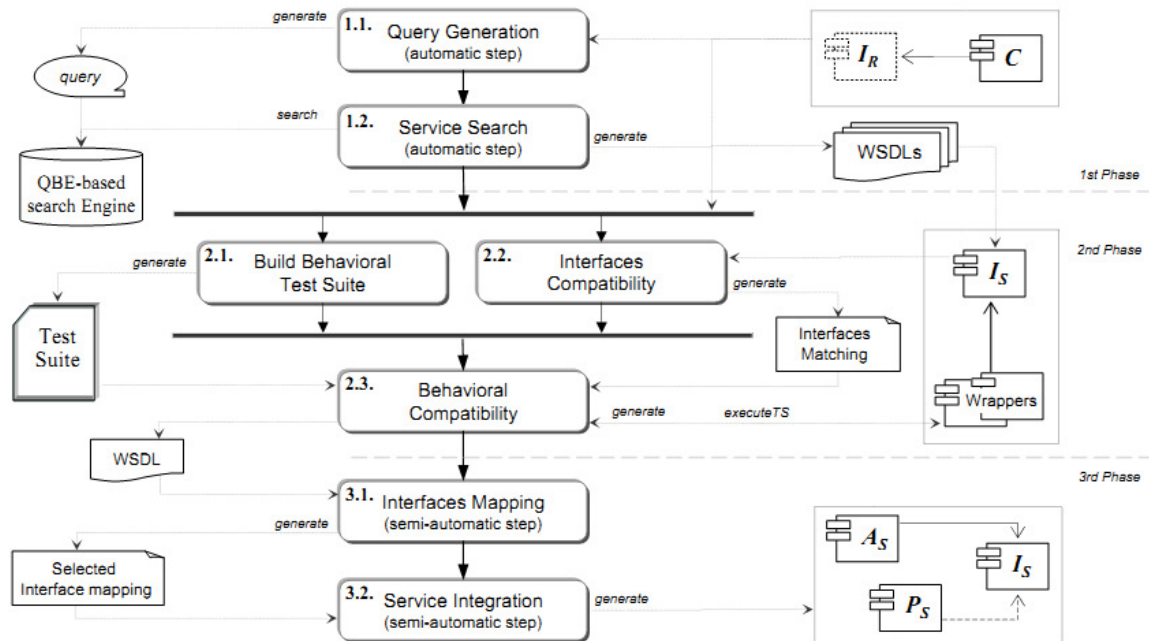 generate
1.1.
Query Generation
(automatic step)
I_R
C
query
search
1.2.
Service Search
(automatic step)
generate
WSDLs
QBE-based
search Engine
1st Phase
2nd Phase
generate
2.1.
Build Behavioral
Test Suite
2.2.
Interfaces
Compatibility
generate
I_S
Test
Suite
Interfaces
Matching
2.3.
Behavioral
Compatibility
generate
executeTS
Wrappers
WSDL
3rd Phase
3.1.
Interfaces Mapping
(semi-automatic step)
generate
A_S
I_S
P_S
Selected
Interface mapping
3.2.
Service Integration
(semi-automatic step)
generate